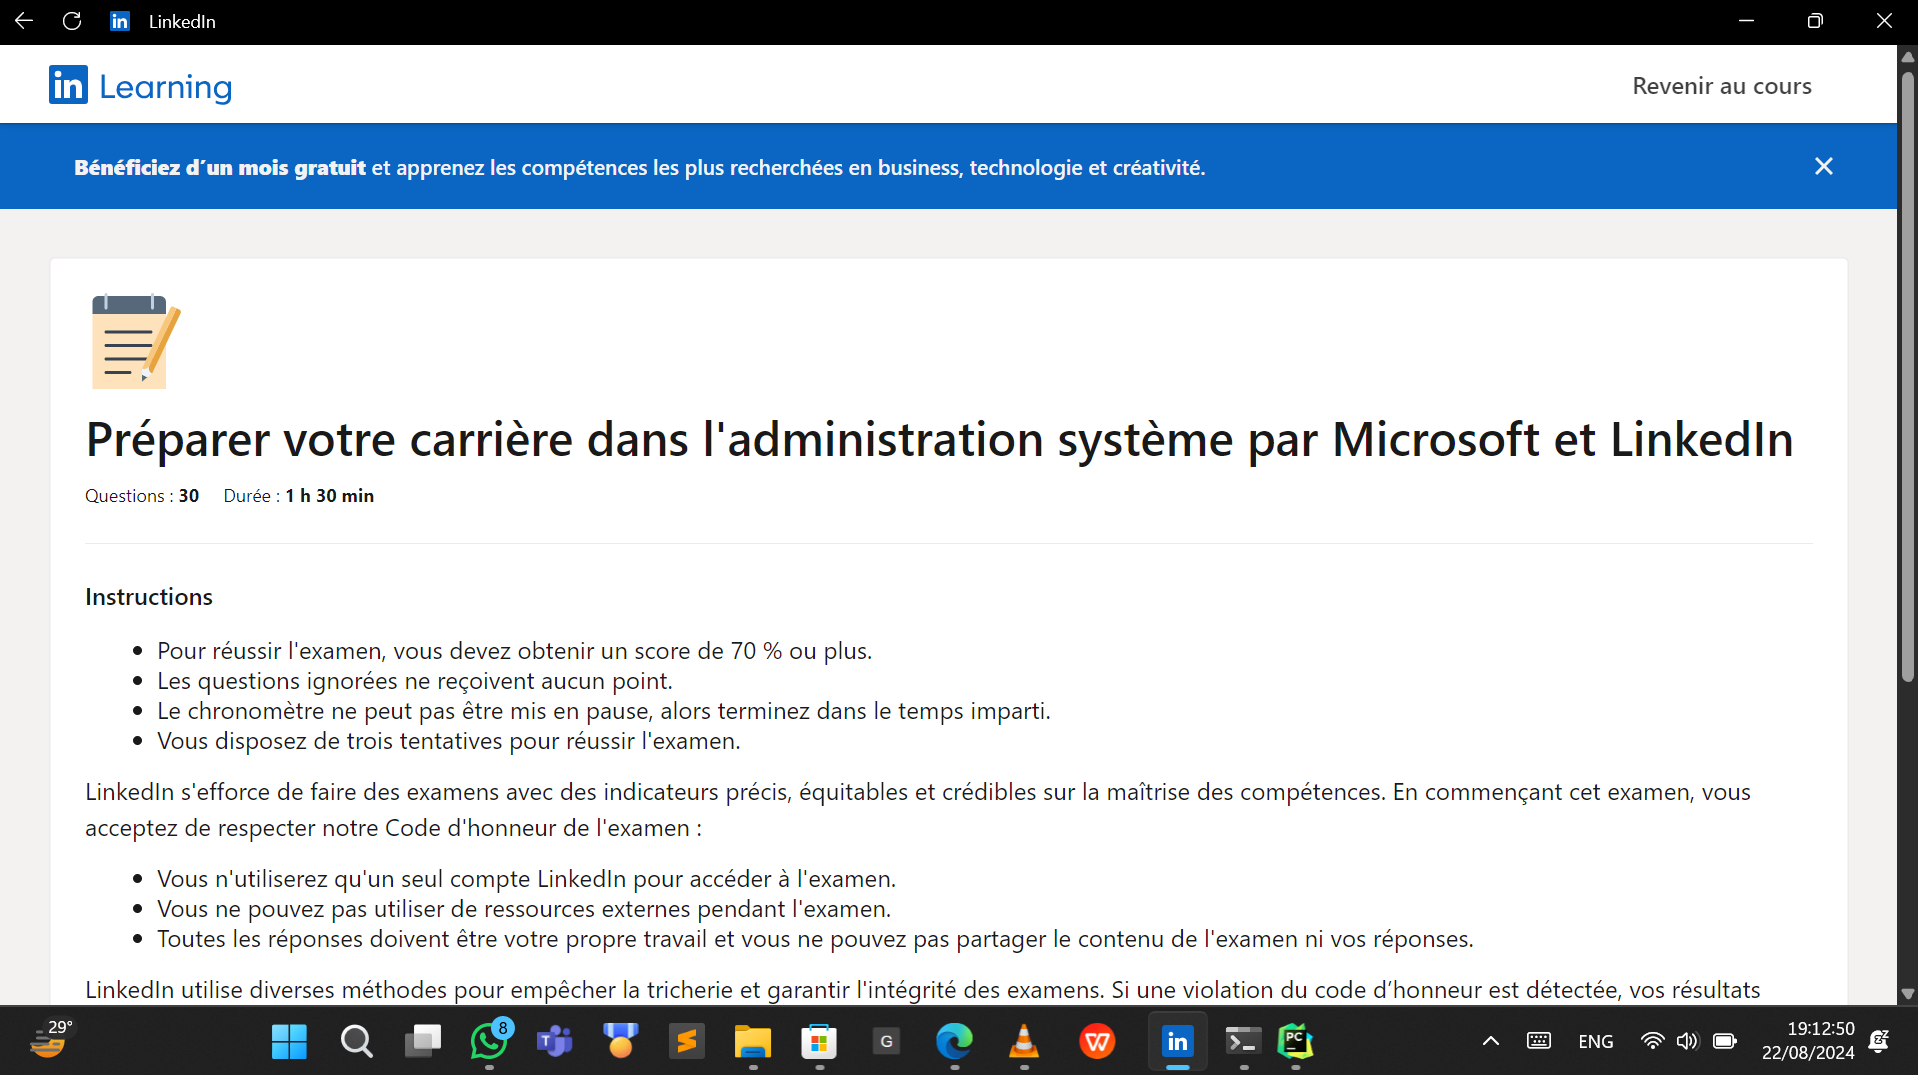 LinkedIn
in Learning
Revenir au cours
Bénéficiez d’un mois gratuit et apprenez les compétences les plus recherchées en business, technologie et créativité.
Préparer votre carrière dans l'administration système par Microsoft et LinkedIn
Questions : 30 Durée : 1 h 30 min
Instructions
Pour réussir l'examen, vous devez obtenir un score de 70 % ou plus.
Les questions ignorées ne reçoivent aucun point.
Le chronomètre ne peut pas être mis en pause, alors terminez dans le temps imparti.
Vous disposez de trois tentatives pour réussir l'examen.
LinkedIn s'efforce de faire des examens avec des indicateurs précis, équitables et crédibles sur la maîtrise des compétences. En commençant cet examen, vous
acceptez de respecter notre Code d'honneur de l'examen :
Vous n'utiliserez qu'un seul compte LinkedIn pour accéder à l'examen.
Vous ne pouvez pas utiliser de ressources externes pendant l'examen.
Toutes les réponses doivent être votre propre travail et vous ne pouvez pas partager le contenu de l'examen ni vos réponses.
LinkedIn utilise diverses méthodes pour empêcher la tricherie et garantir l'intégrité des examens. Si une violation du code d’honneur est détectée, vos résultats
29°
8
T
G
W
in
PC
ENG
19:12:50
22/08/2024